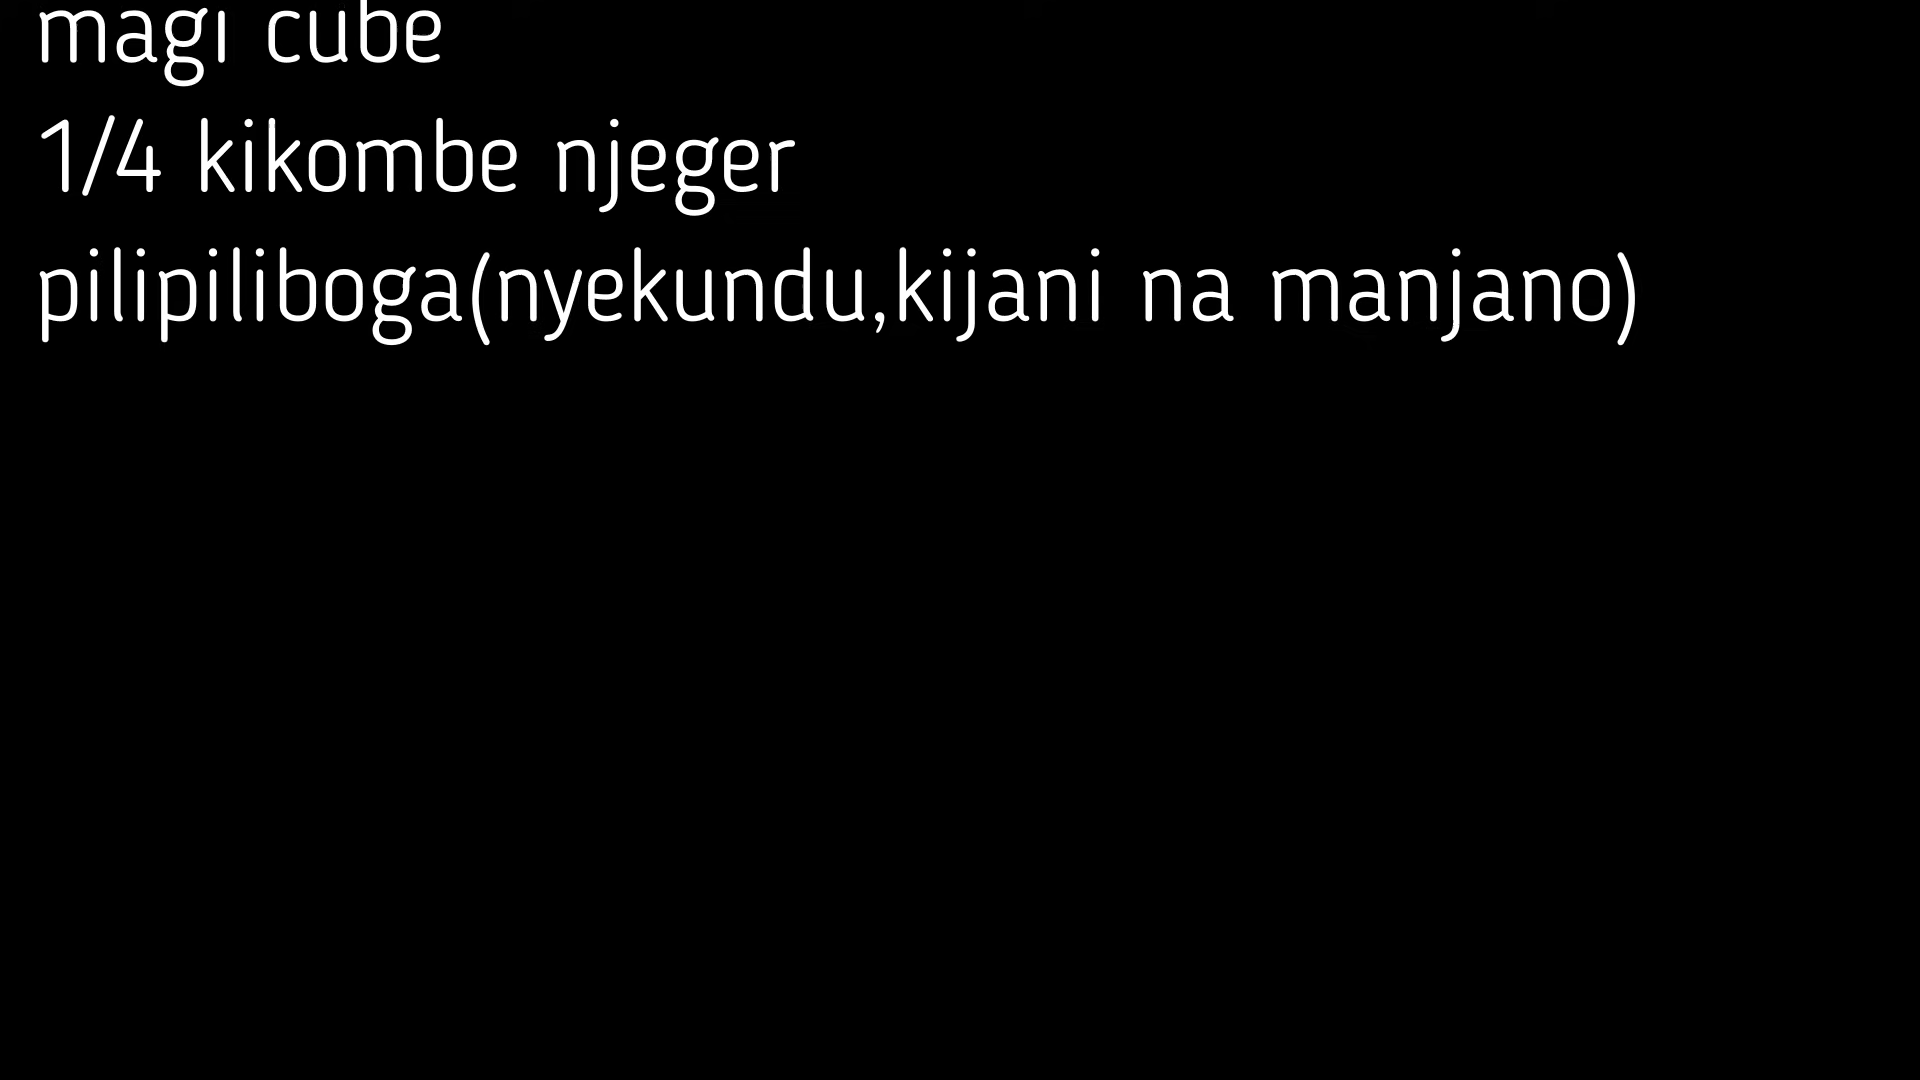 magi cube
1/4 kikombe njeger
pilipiliboga(nyekundu,kijani na manjano)